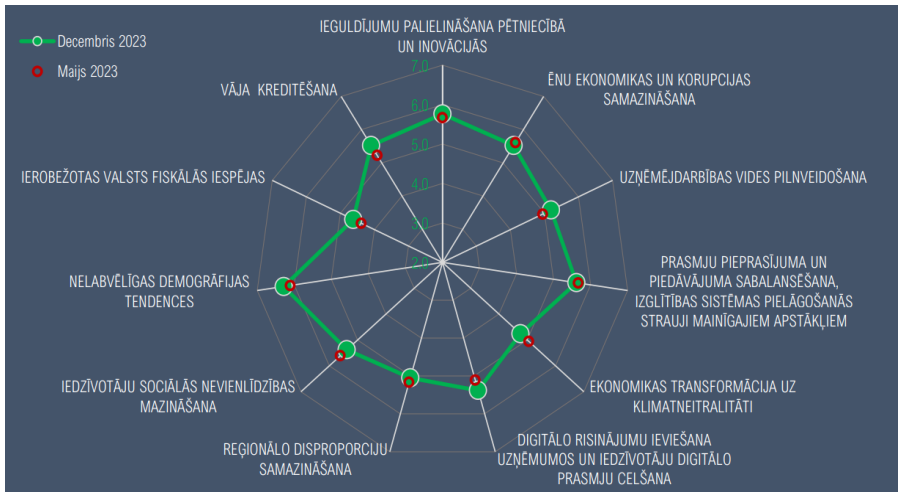 IEGULDĪJUMU PALIELINĀŠANA PĒTNIECĪBĀ
UN INOVĀCIJĀS
Decembris 2023
Maijs 2023
7,0
6,0
5,0
4,0
3,0
2,0
ĒNU EKONOMIKAS UN KORUPCIJAS
SAMAZINĀŠANA
UZŅĒMĒJDARBĪBAS VIDES PILNVEIDOŠANA
PRASMJU PIEPRASĪJUMA UN
PIEDĀVĀJUMA SABALANSĒŠANA,
IZGLĪTĪBAS SISTĒMAS PIELĀGOŠANĀS
STRAUJI MAINĪGAJIEM APSTĀKĻIEM
EKONOMIKAS TRANSFORMĀCIJA UZ
KLIMATNEITRALITĀTI
DIGITĀLO RISINĀJUMU IEVIEŠANA
UZŅĒMUMOS UN IEDZĪVOTĀJU DIGITĀLO
PRASMJU CELŠANA
REĢIONĀLO DISPROPORCIJU
SAMAZINĀŠANA
IEDZĪVOTĀJU SOCIĀLĀS NEVIENLĪDZĪBAS
MAZINĀŠANA
NELABVĒLĪGAS DEMOGRĀFIJAS
TENDENCES
IEROBEŽOTAS VALSTS FISKĀLĀS IESPĒJAS
VĀJA KREDITĒŠANA